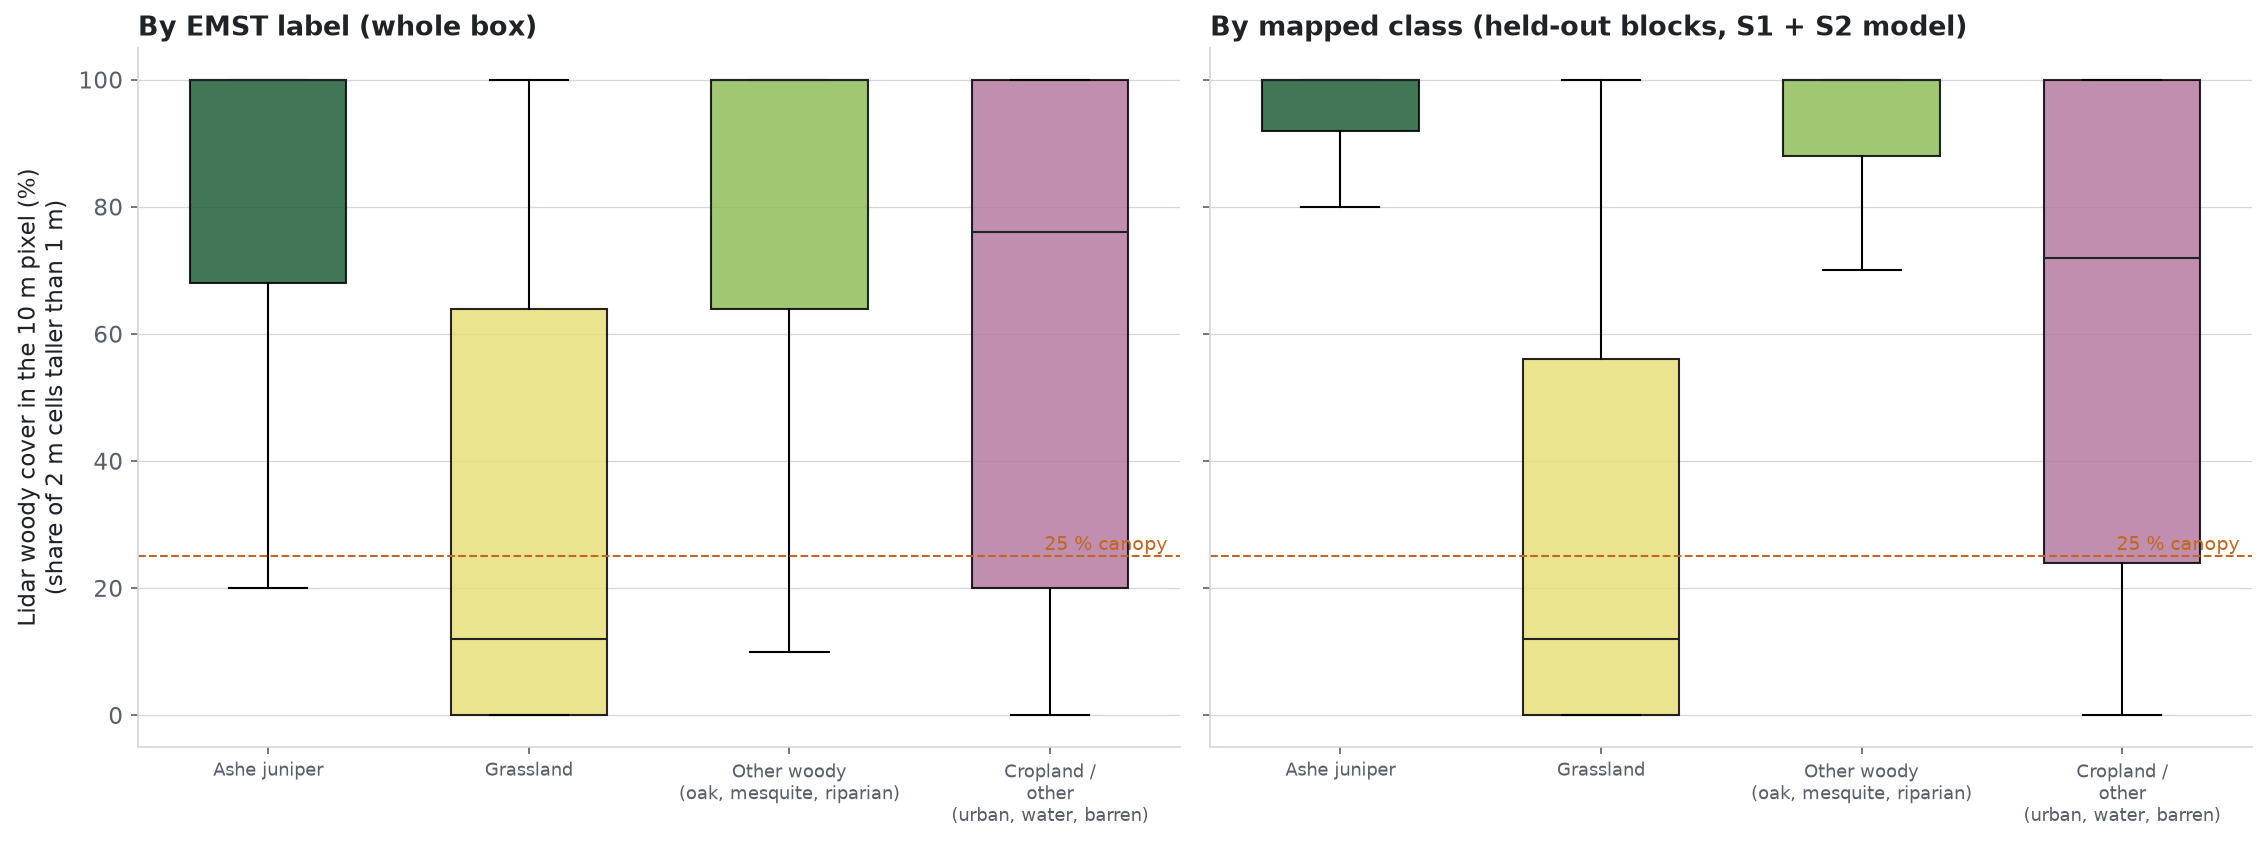 By EMST label (whole box)
By mapped class (held-out blocks, S1 + S2 model)
Lidar woody cover in the 10 m pixel (%)
(share of 2 m cells taller than 1 m)
100
80
60
40
20
0
25 % canopy
25 % canopy
Ashe juniper
Grassland
Other woody
(oak, mesquite, riparian)
Cropland /
other
(urban, water, barren)
Ashe juniper
Grassland
Other woody
(oak, mesquite, riparian)
Cropland /
other
(urban, water, barren)